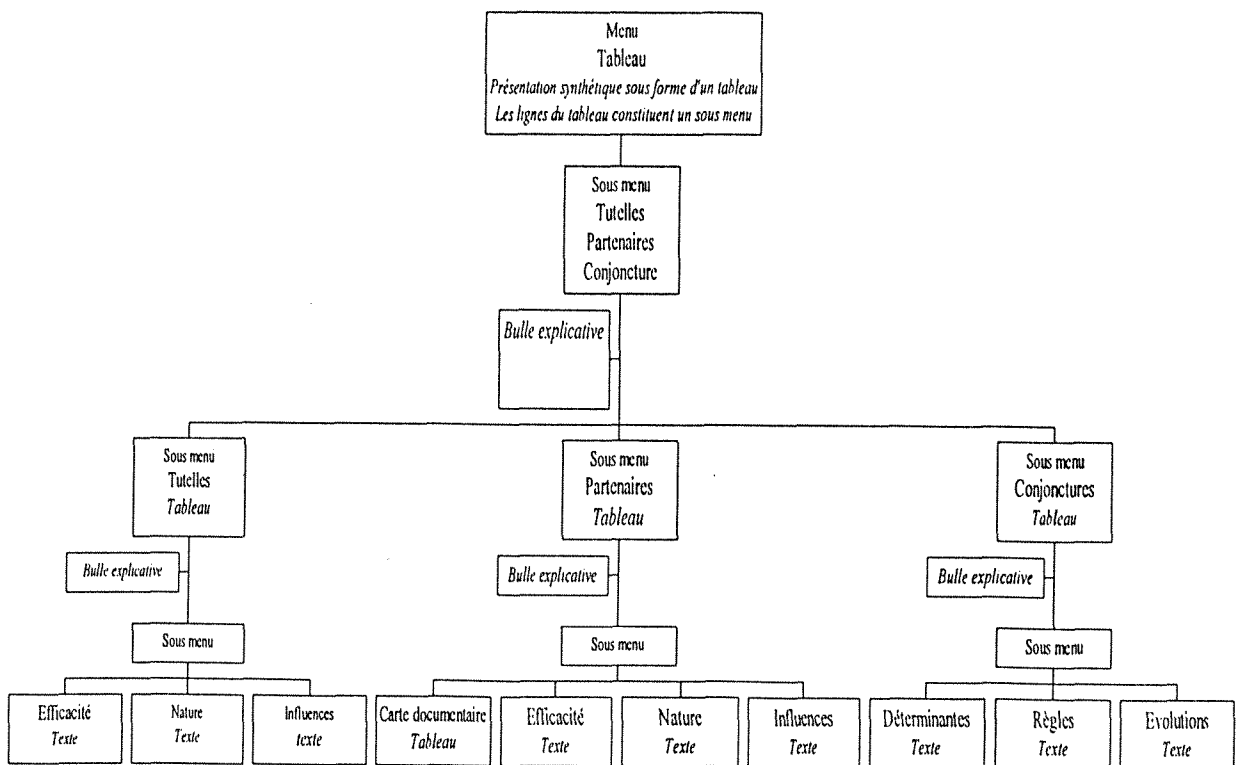 Menu
Tableau
Présentation synthétique sous forme d'un tableau
Les lignes du tableau constituent un sous menu
Sous menu
Tutelles
Partenaires
Conjoncture
Bulle explicative
Sous menu
Tutelles
Tableau
Sous menu
Partenaires
Tableau
Sous menu
Conjonctures
Tableau
Bulle explicative
Bulle explicative
Bulle explicative
Sous menu
Sous menu
Sous menu
Efficacité
Texte
Nature
Texte
Influences
texte
Carte documentaire
Tableau
Efficacité
Texte
Nature
Texte
Influences
Texte
Déterminantes
Texte
Règles
Texte
Evolutions
Texte